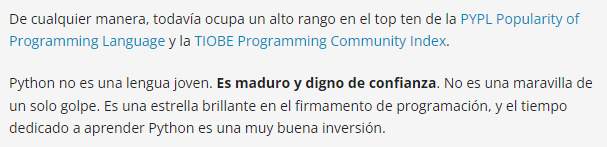 De cualquier manera, todavía ocupa un alto rango en el top ten de la PYPL Popularity of
Programming Language y la TIOBE Programming Community Index.
Python no es una lengua joven. Es maduro y digno de confianza. No es una maravilla de
un solo golpe. Es una estrella brillante en el firmamento de programación, y el tiempo
dedicado a aprender Python es una muy buena inversión.